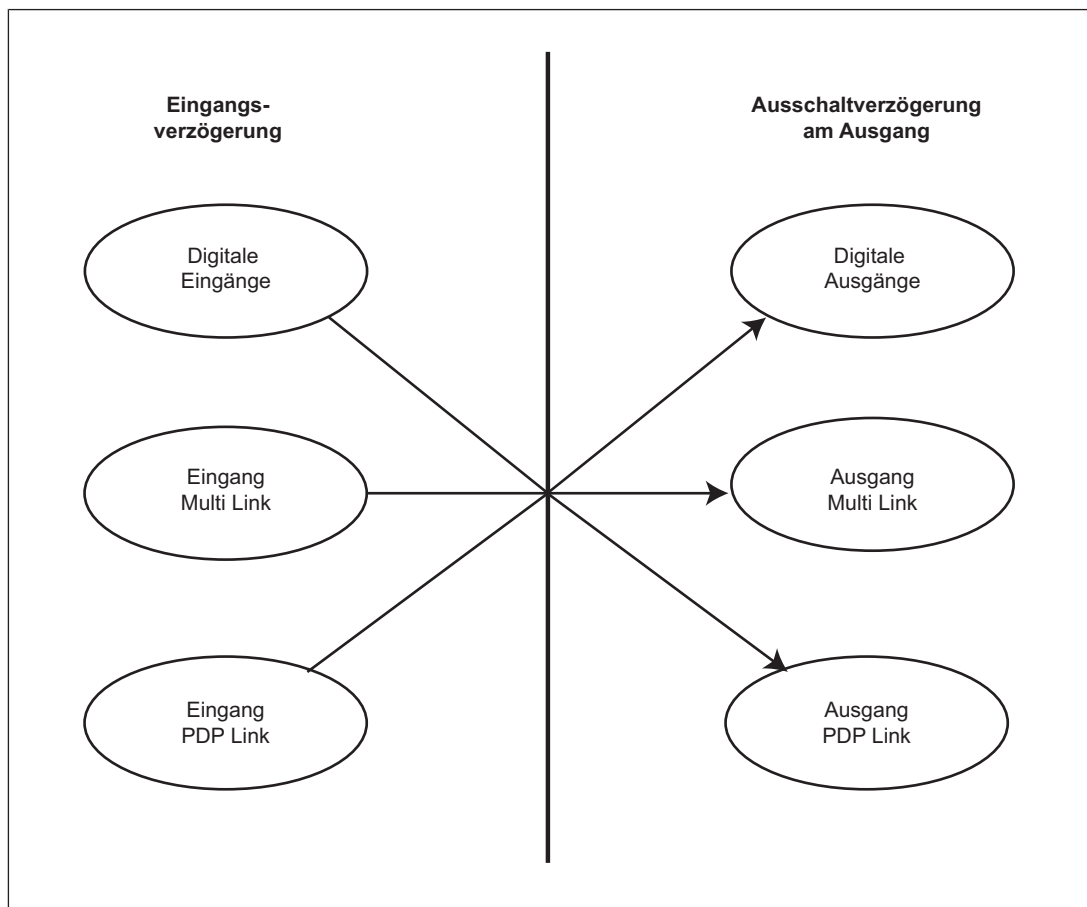 Eingangs-
verzögerung
Ausschaltverzögerung
am Ausgang
Digitale
Eingänge
Digitale
Ausgänge
Eingang
Multi Link
Ausgang
Multi Link
Eingang
PDP Link
Ausgang
PDP Link